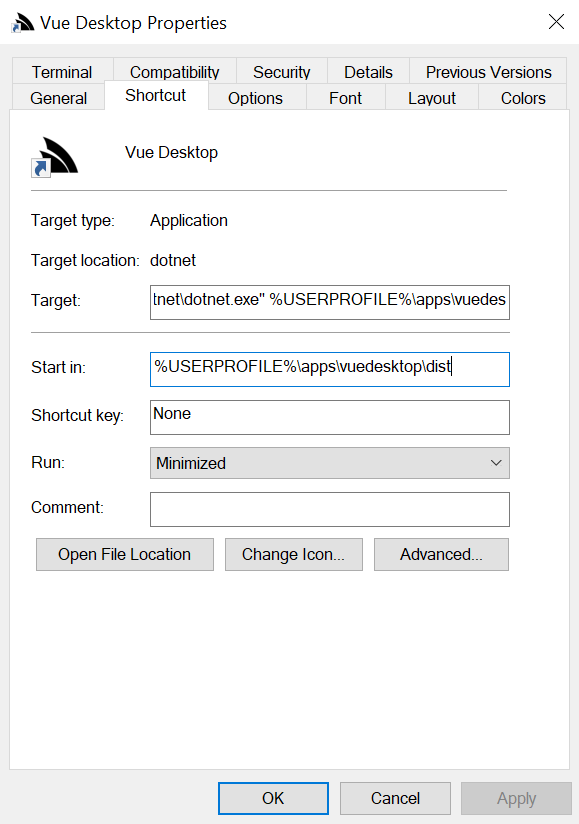 Vue Desktop Properties
Terminal Compatibility Security Details Previous Versions
General Shortcut Options Font Layout Colors
Vue Desktop
Target type: Application
Target location: dotnet
Target: tnet\dotnet.exe" %USERPROFILE%\apps\vuedes
Start in: %USERPROFILE%\apps\vuedesktop\dist
Shortcut key: None
Run: Minimized
Comment:
Open File Location Change Icon... Advanced...
OK Cancel Apply